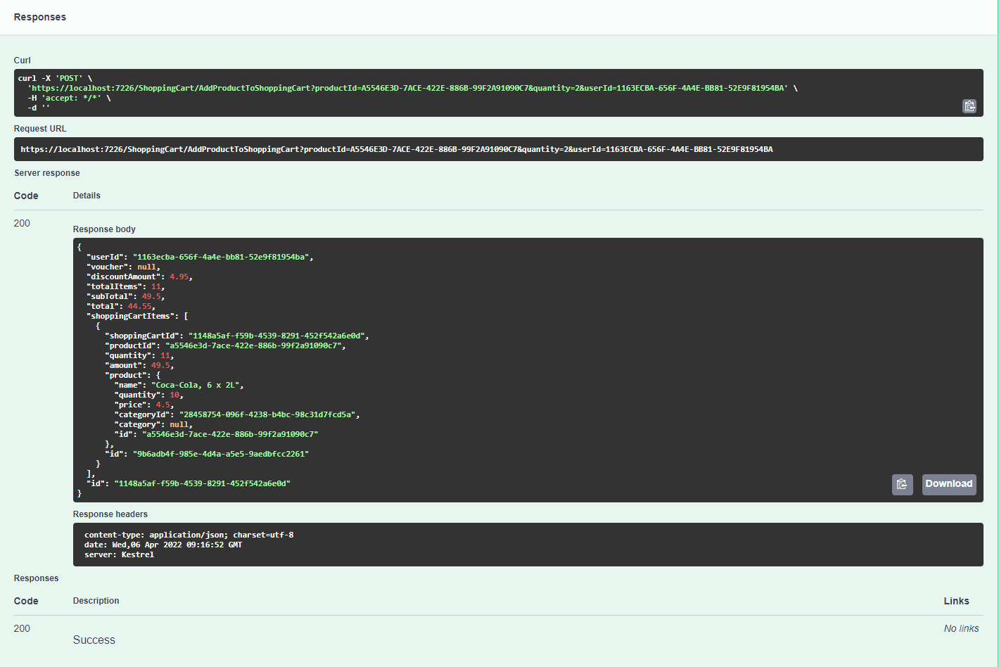 Responses
Curl
curl -X 'POST' \
  'https://localhost:7226/ShoppingCart/AddProductToShoppingCart?productId=A5546E3D-7ACE-422E-886B-99F2A91090C7&quantity=2&userId=1163ECBA-656F-4A4E-BB81-52E9F81954BA' \
  -H 'accept: */*' \
  -d ''
Request URL
https://localhost:7226/ShoppingCart/AddProductToShoppingCart?productId=A5546E3D-7ACE-422E-886B-99F2A91090C7&quantity=2&userId=1163ECBA-656F-4A4E-BB81-52E9F81954BA
Server response
Code Details
200
Response body
{
  "userId": "1163ecba-656f-4a4e-bb81-52e9f81954ba",
  "voucher": null,
  "discountAmount": 4.95,
  "totalItems": 11,
  "subTotal": 49.5,
  "total": 44.55,
  "shoppingCartItems": [
    {
      "shoppingCartId": "1148a5af-f59b-4539-8291-452f542a6e0d",
      "productId": "a5546e3d-7ace-422e-886b-99f2a91090c7",
      "quantity": 11,
      "amount": 49.5,
      "product": {
        "name": "Coca-Cola, 6 x 2L",
        "quantity": 10,
        "price": 4.5,
        "categoryId": "28458754-096f-4238-b4bc-98c31d7fcd5a",
        "category": null,
        "id": "a5546e3d-7ace-422e-886b-99f2a91090c7"
      },
      "id": "9b6adb4f-985e-4d4a-a5e5-9aedbfcc2261"
    }
  ],
  "id": "1148a5af-f59b-4539-8291-452f542a6e0d"
}
Download
Response headers
content-type: application/json; charset=utf-8
date: Wed,06 Apr 2022 09:16:52 GMT
server: Kestrel
Responses
Code Description Links
200 No links
Success